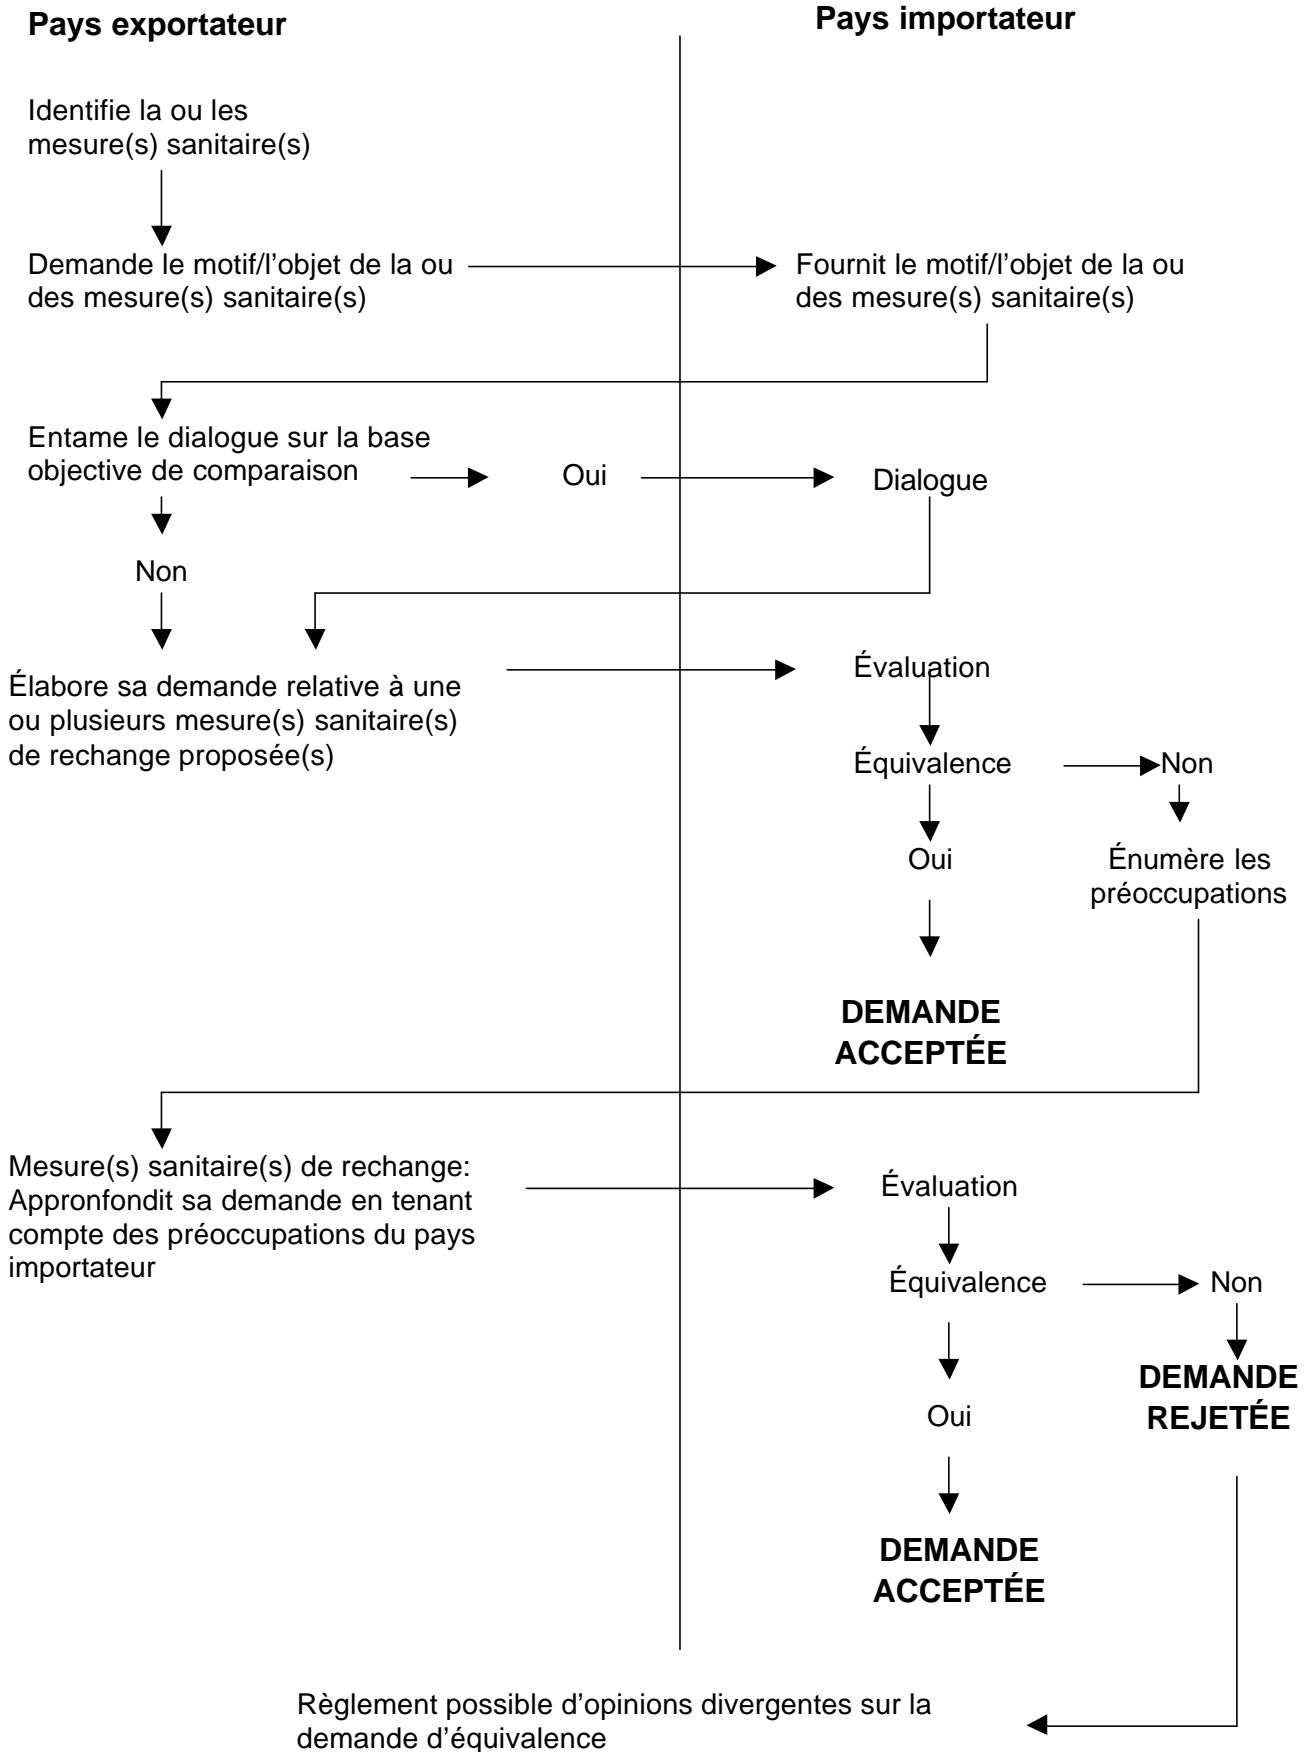 Pays exportateur
Pays importateur
Identifie la ou les
mesure(s) sanitaire(s)
Demande le motif/l'objet de la ou
des mesure(s) sanitaire(s)
Fournit le motif/l'objet de la ou
des mesure(s) sanitaire(s)
Entame le dialogue sur la base
objective de comparaison
Oui
Dialogue
Non
Élabore sa demande relative à une
ou plusieurs mesure(s) sanitaire(s)
de rechange proposée(s)
Évaluation
Équivalence
Non
Oui
Énumère les
préoccupations
DEMANDE
ACCEPTÉE
Mesure(s) sanitaire(s) de rechange:
Appronfondit sa demande en tenant
compte des préoccupations du pays
importateur
Évaluation
Équivalence
Non
Oui
DEMANDE
REJETÉE
DEMANDE
ACCEPTÉE
Règlement possible d'opinions divergentes sur la
demande d'équivalence